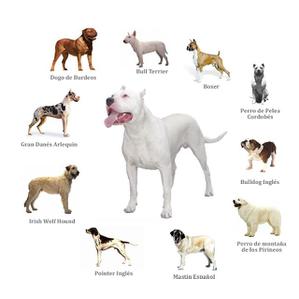 Dogo de Burdeos
Bull Terrier
Boxer
Perro de Pelea
Cordobés
Gran Danés Arlequín
Bulldog Inglés
Irish Wolf Hound
Perro de montaña
de los Pirineos
Pointer Inglés
Mastín Español